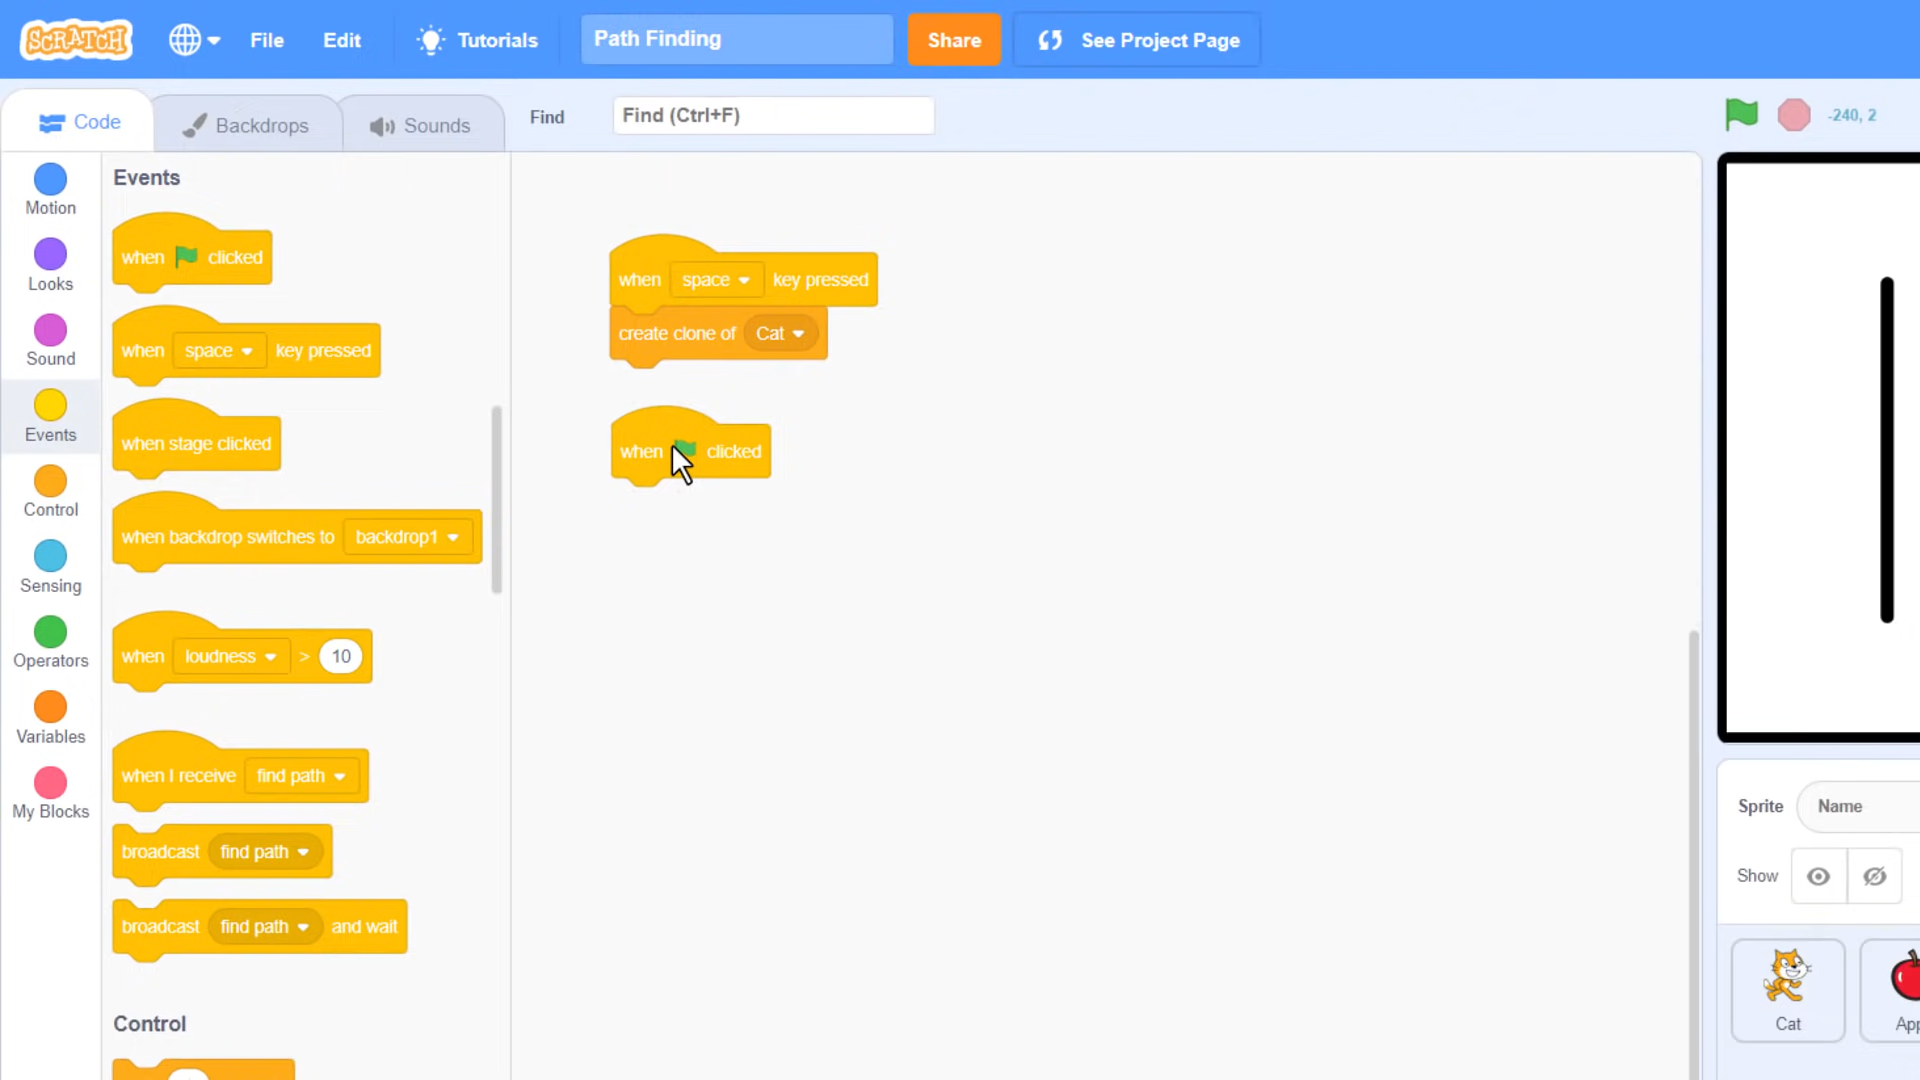 SCRATCH
File
Edit
Tutorials
Path Finding
Share
See Project Page
Code
Backdrops
Sounds
Find
Find (Ctrl+F)
-240, 2
Motion
Looks
Sound
Events
Control
Sensing
Operators
Variables
My Blocks
Events
when clicked
when space key pressed
when stage clicked
when backdrop switches to backdrop1
when loudness > 10
when I receive find path
broadcast find path
broadcast find path and wait
Control
when space key pressed
create clone of Cat
when clicked
Sprite
Name
Show
Cat
App